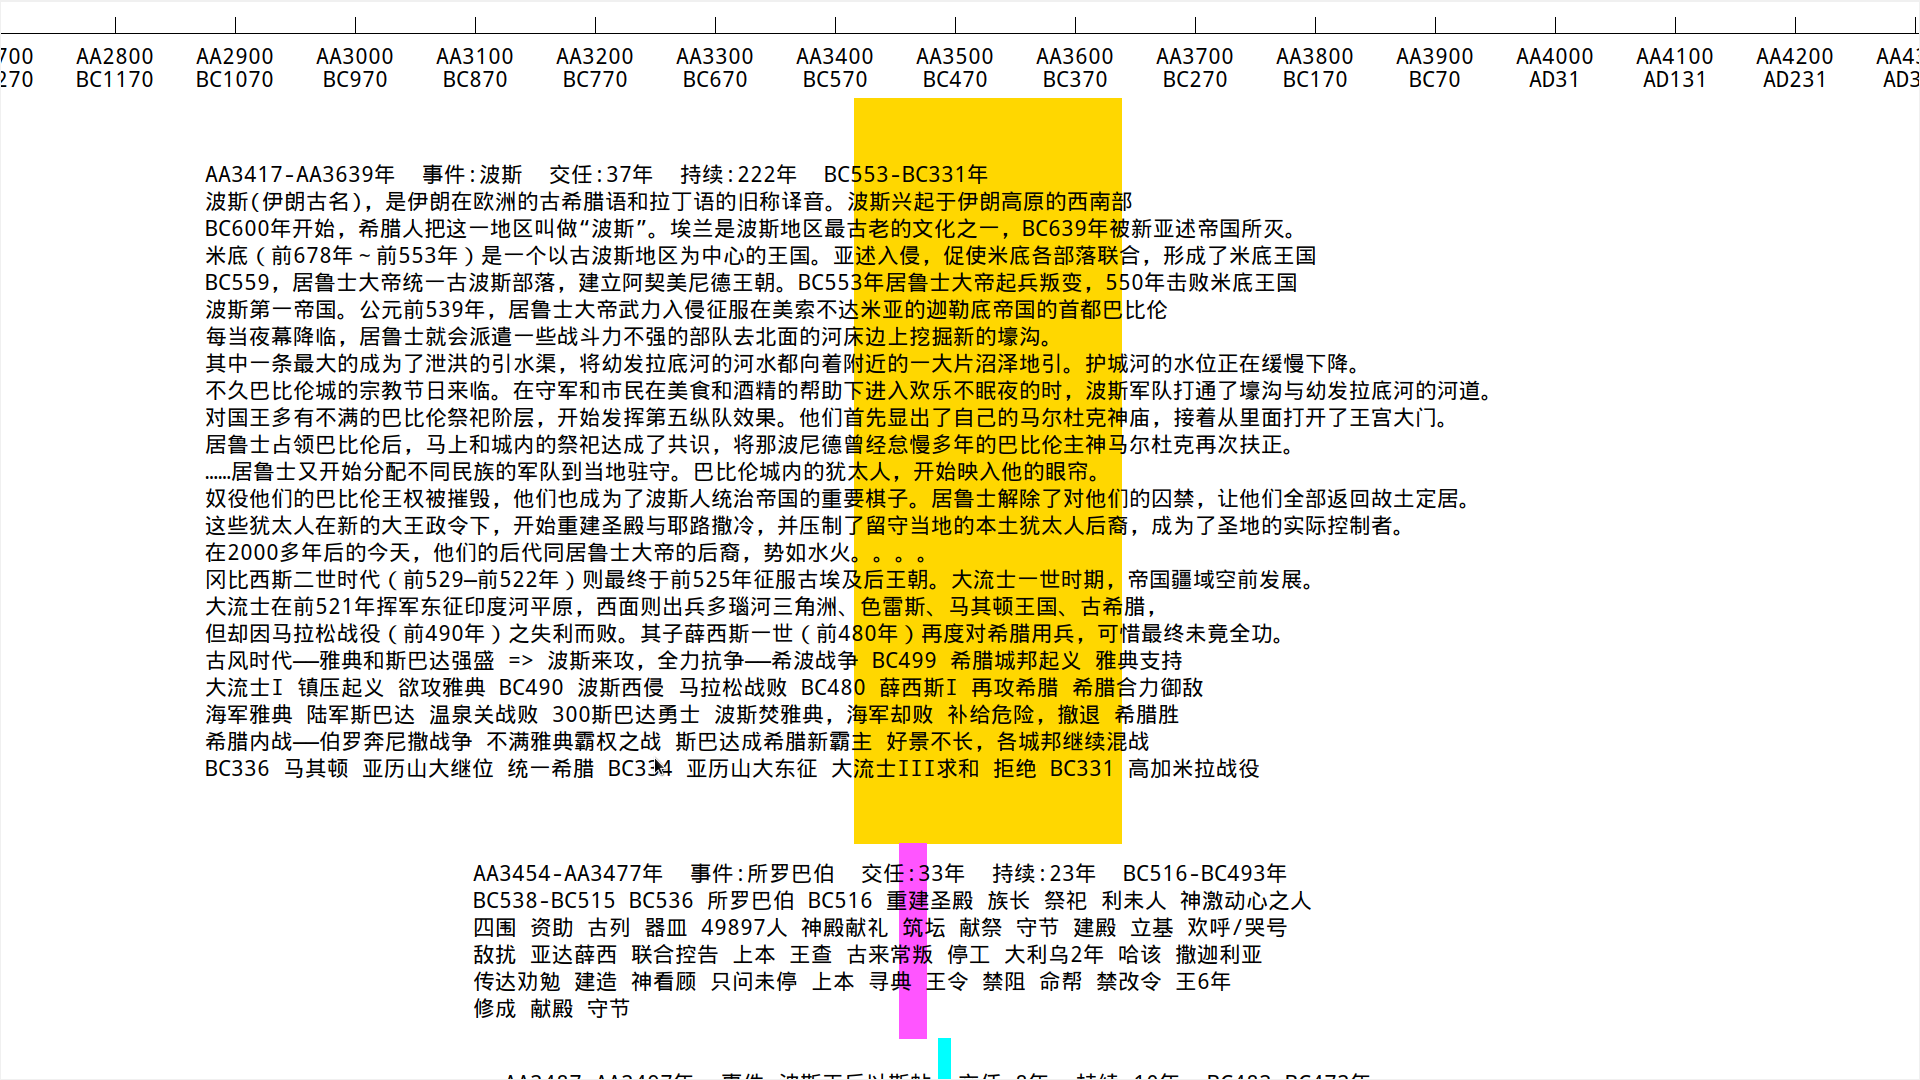 AA2800 AA2900 AA3000 AA3100 AA3200 AA3300 AA3400 AA3500 AA3600 AA3700 AA3800 AA3900 AA4000 AA4100 AA4200
BC1170 BC1070 BC970 BC870 BC770 BC670 BC570 BC470 BC370 BC270 BC170 BC70 AD31 AD131 AD231
AA3417-AA3639年 事件:波斯 交任:37年 持续:222年 BC553-BC331年
波斯(伊朗古名)，是伊朗在欧洲的古希腊语和拉丁语的旧称译音。波斯兴起于伊朗高原的西南部
BC600年开始，希腊人把这一地区叫做“波斯”。埃兰是波斯地区最古老的文化之一，BC639年被新亚述帝国所灭。
米底（前678年～前553年）是一个以古波斯地区为中心的王国。亚述入侵，促使米底各部落联合，形成了米底王国
BC559，居鲁士大帝统一古波斯部落，建立阿契美尼德王朝。BC553年居鲁士大帝起兵叛变，550年击败米底王国
波斯第一帝国。公元前539年，居鲁士大帝武力入侵征服在美索不达米亚的迦勒底帝国的首都巴比伦
每当夜幕降临，居鲁士就会派遣一些战斗力不强的部队去北面的河床边上挖掘新的壕沟。
其中一条最大的成为了泄洪的引水渠，将幼发拉底河的河水都向着附近的一大片沼泽地引。护城河的水位正在缓慢下降。
不久巴比伦城的宗教节日来临。在守军和市民在美食和酒精的帮助下进入欢乐不眠夜的时，波斯军队打通了壕沟与幼发拉底河的河道。
对国王多有不满的巴比伦祭祀阶层，开始发挥第五纵队效果。他们首先显出了自己的马尔杜克神庙，接着从里面打开了王宫大门。
居鲁士占领巴比伦后，马上和城内的祭祀达成了共识，将那波尼德曾经怠慢多年的巴比伦主神马尔杜克再次扶正。
……居鲁士又开始分配不同民族的军队到当地驻守。巴比伦城内的犹太人，开始映入他的眼帘。
奴役他们的巴比伦王权被摧毁，他们也成为了波斯人统治帝国的重要棋子。居鲁士解除了对他们的囚禁，让他们全部返回故土定居。
这些犹太人在新的大王政令下，开始重建圣殿与耶路撒冷，并压制了留守当地的本土犹太人后裔，成为了圣地的实际控制者。
在2000多年后的今天，他们的后代同居鲁士大帝的后裔，势如水火。。。。
冈比西斯二世时代（前529—前522年）则最终于前525年征服古埃及后王朝。大流士一世时期，帝国疆域空前发展。
大流士在前521年挥军东征印度河平原，西面则出兵多瑙河三角洲、色雷斯、马其顿王国、古希腊，
但却因马拉松战役（前490年）之失利而败。其子薛西斯一世（前480年）再度对希腊用兵，可惜最终未竟全功。
古风时代——雅典和斯巴达强盛 => 波斯来攻，全力抗争——希波战争 BC499 希腊城邦起义 雅典支持
大流士I 镇压起义 欲攻雅典 BC490 波斯西侵 马拉松战败 BC480 薛西斯I 再攻希腊 希腊合力御敌
海军雅典 陆军斯巴达 温泉关战败 300斯巴达勇士 波斯焚雅典，海军却败 补给危险，撤退 希腊胜
希腊内战——伯罗奔尼撒战争 不满雅典霸权之战 斯巴达成希腊新霸主 好景不长，各城邦继续混战
BC336 马其顿 亚历山大继位 统一希腊 BC334 亚历山大东征 大流士III求和 拒绝 BC331 高加米拉战役
AA3454-AA3477年 事件:所罗巴伯 交任:33年 持续:23年 BC516-BC493年
BC538-BC515 BC536 所罗巴伯 BC516 重建圣殿 族长 祭祀 利未人 神激动心之人
四围 资助 古列 器皿 49897人 神殿献礼 筑坛 献祭 守节 建殿 立基 欢呼/哭号
敌扰 亚达薛西 联合控告 上本 王查 古来常叛 停工 大利乌2年 哈该 撒迦利亚
传达劝勉 建造 神看顾 只问未停 上本 寻典 王令 禁阻 命帮 禁改令 王6年
修成 献殿 守节